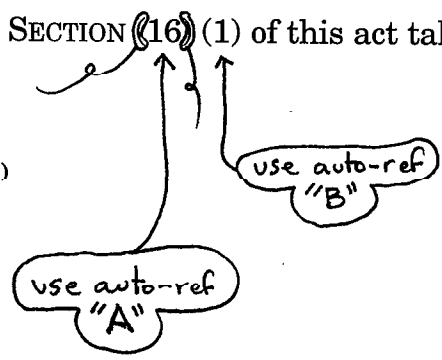 SECTION (16) (1) of this act tal
)
use auto-ref
"B"
use auto-ref
"A"